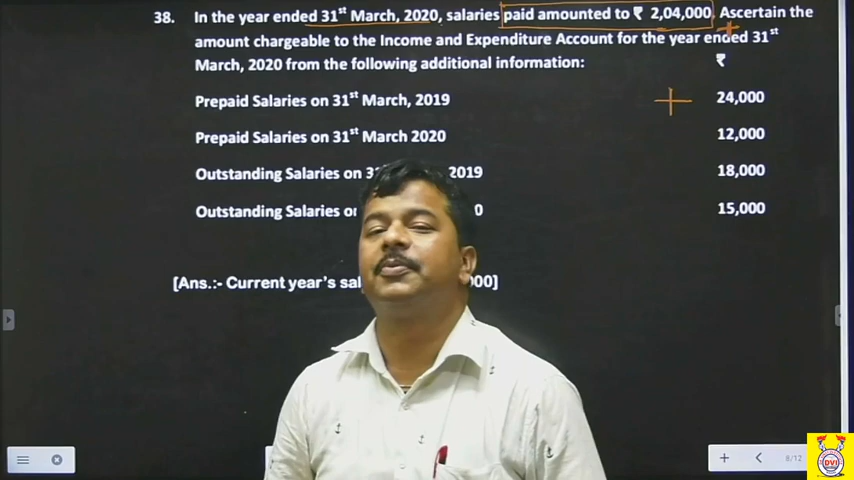 38. In the year ended 31st March, 2020, salaries paid amounted to ₹ 2,04,000. Ascertain the
amount chargeable to the Income and Expenditure Account for the year ended 31st
March, 2020 from the following additional information: ₹
Prepaid Salaries on 31st March, 2019 24,000
Prepaid Salaries on 31st March 2020 12,000
Outstanding Salaries on 2019 18,000
Outstanding Salaries 0 15,000
[Ans.:- Current year's 000]
8/12
DVI